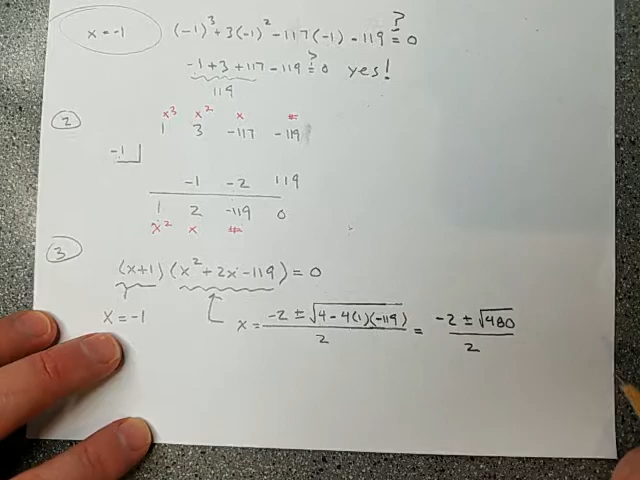 x = -1 (-1)³ + 3(-1)² - 117(-1) - 119 ≟ 0
-1 + 3 + 117 - 119 ≟ 0 yes!
119
2
x³ x² x #
1 3 -117 -119
-1
-1 -2 119
1 2 -119 0
x² x #
3
(x+1)(x² + 2x - 119) = 0
x = -1
x = (-2 ± √(4 - 4(1)(-119)))/2 = (-2 ± √480)/2